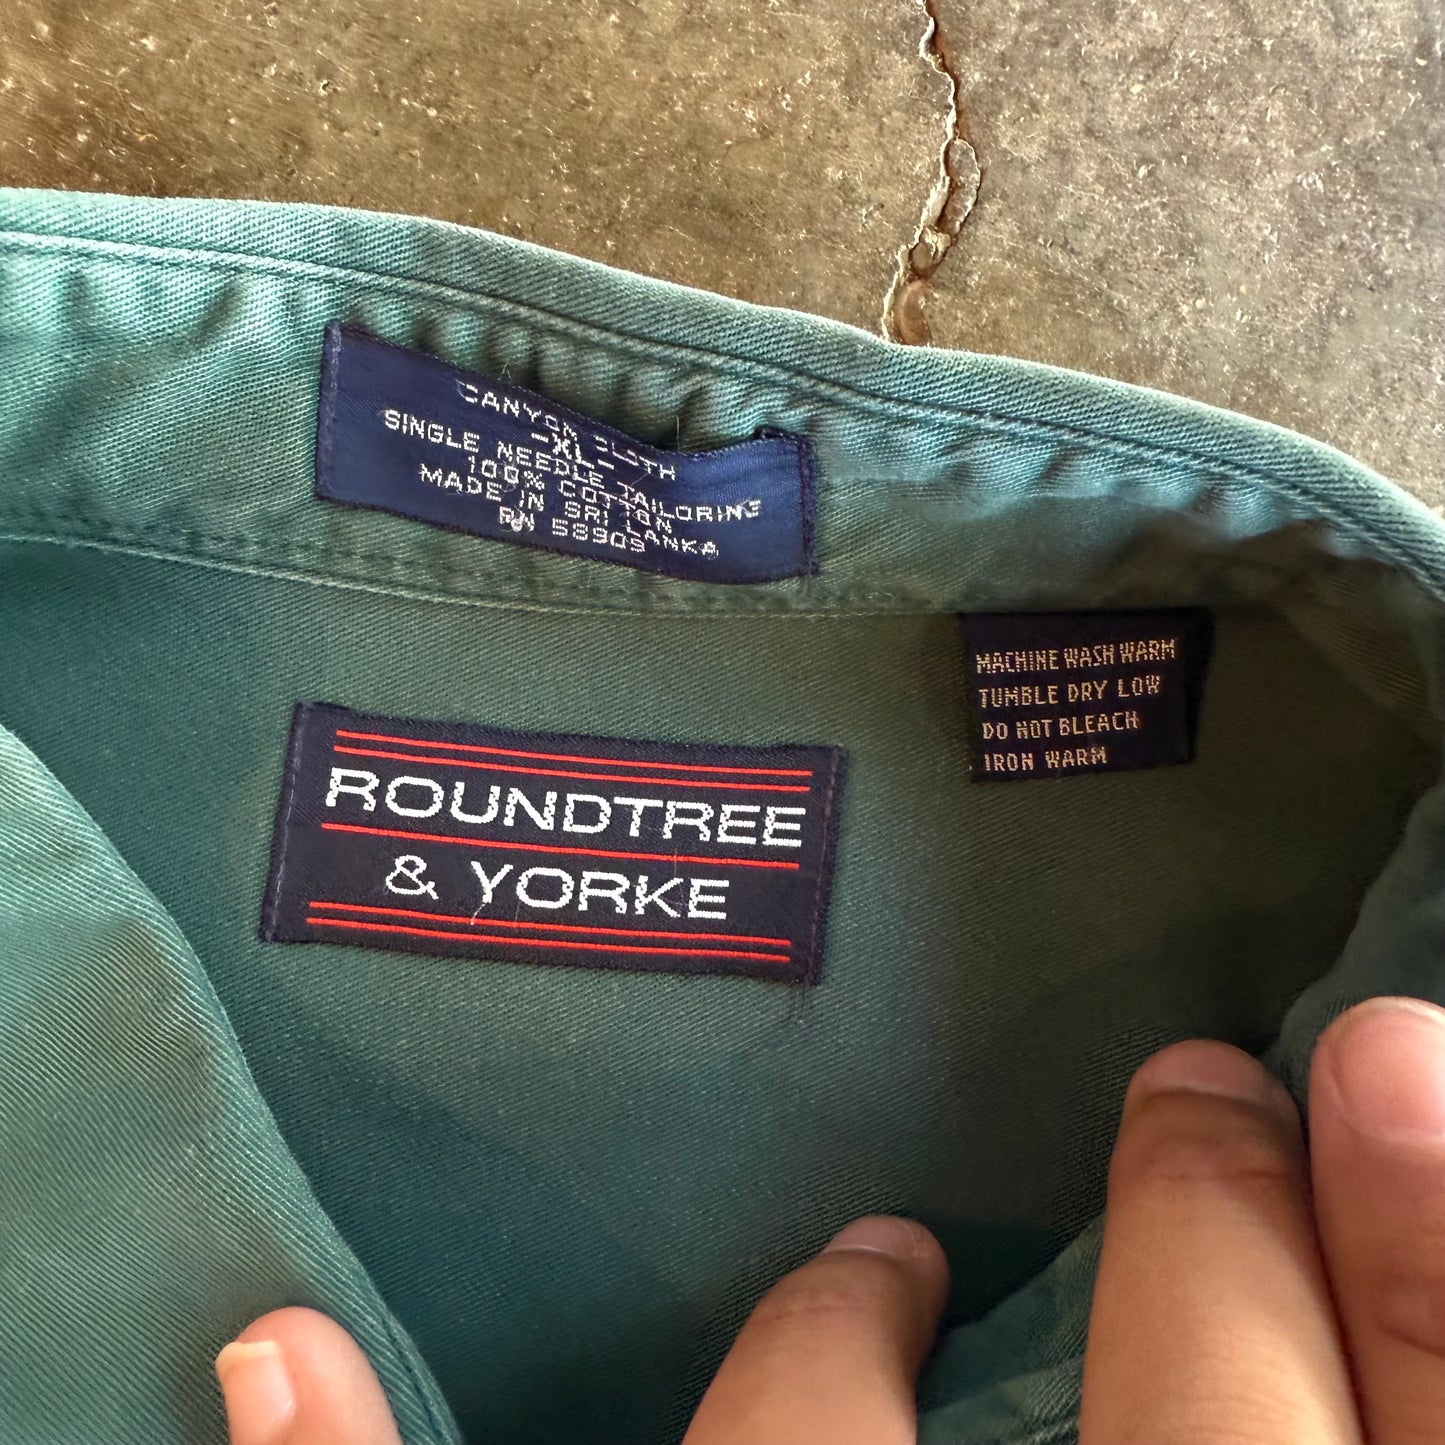 CANYON CLOTH
-XL-
SINGLE NEEDLE TAILORING
100% COTTON
MADE IN SRI LANKA
RN 58909
MACHINE WASH WARM
TUMBLE DRY LOW
DO NOT BLEACH
IRON WARM
ROUNDTREE
& YORKE